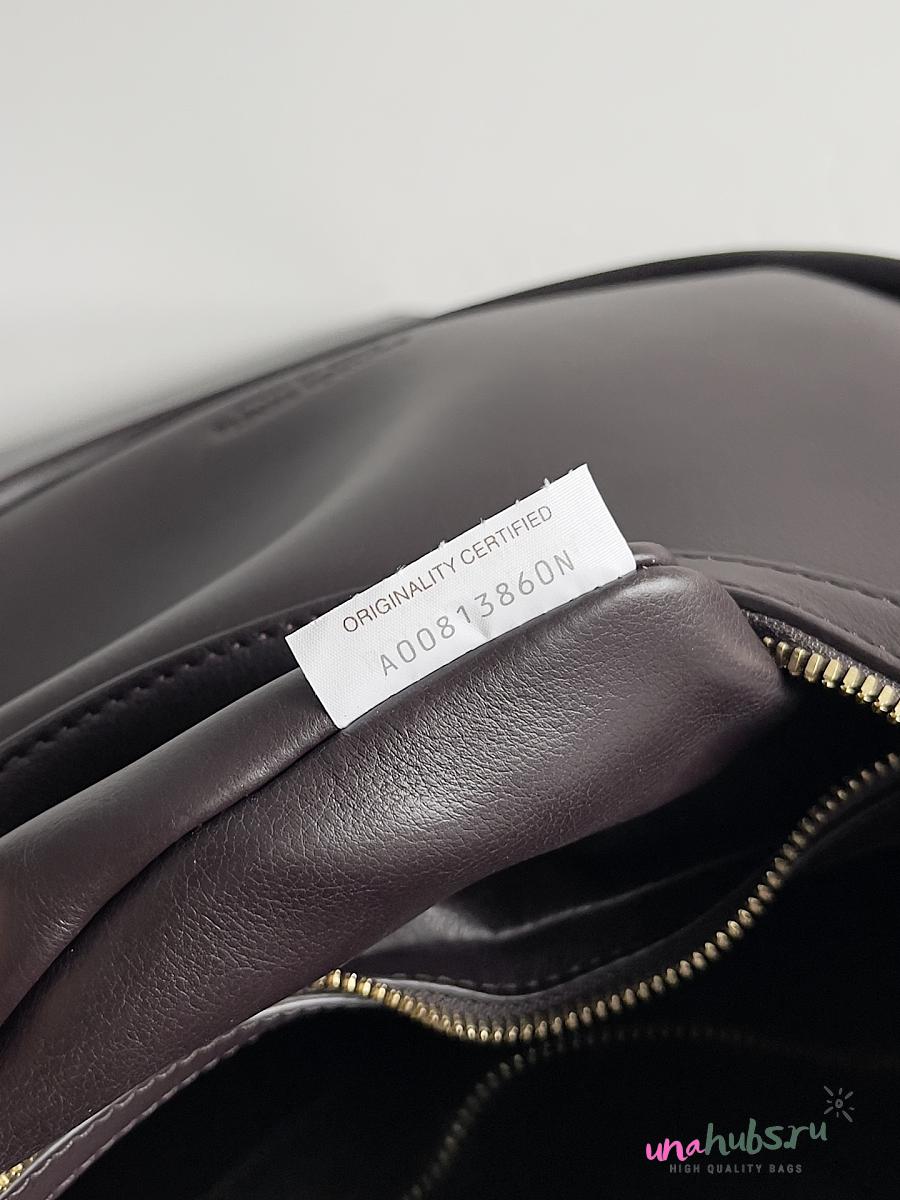 ORIGINALITY CERTIFIED
A00813860N
unahubs.ru
HIGH QUALITY BAGS